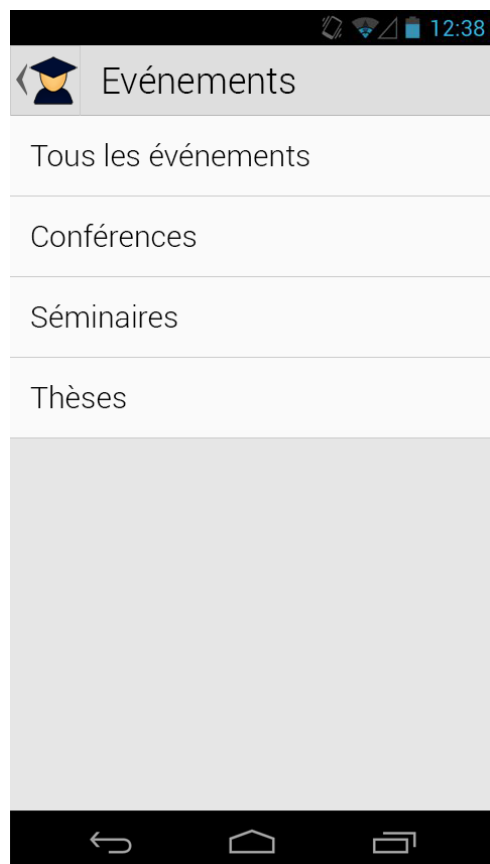 12:38
Evénements
Tous les événements
Conférences
Séminaires
Thèses